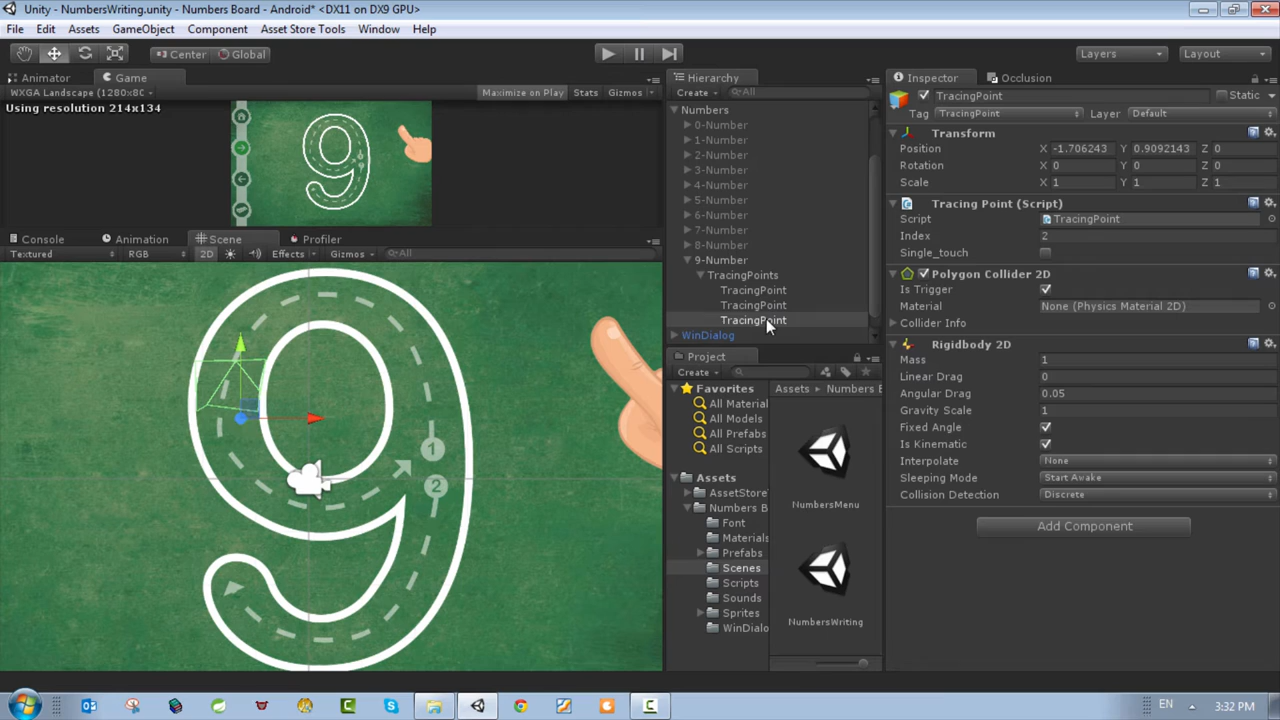 Unity - NumbersWriting.unity - Numbers Board - Android* <DX11 on DX9 GPU>
File Edit Assets GameObject Component Asset Store Tools Window Help
Center Global Layers Layout
Animator Game
WXGA Landscape (1280x8C Maximize on Play Stats Gizmos
Using resolution 214x134
9
Console Animation Scene Profiler
Textured RGB 2D Effects Gizmos All
9
1
2
Hierarchy
Create All
Numbers
0-Number
1-Number
2-Number
3-Number
4-Number
5-Number
6-Number
7-Number
8-Number
9-Number
TracingPoints
TracingPoint
TracingPoint
TracingPoint
WinDialog
Project
Create
Favorites
All Material
All Models
All Prefabs
All Scripts
Assets
AssetStore
Numbers B
Font
Materials
Prefabs
Scenes
Scripts
Sounds
Sprites
WinDialo
Assets Numbers E
NumbersMenu
NumbersWriting
Inspector Occlusion
TracingPoint Static
Tag TracingPoint Layer Default
Transform
Position X -1.706243 Y 0.9092143 Z 0
Rotation X 0 Y 0 Z 0
Scale X 1 Y 1 Z 1
Tracing Point (Script)
Script TracingPoint
Index 2
Single_touch
Polygon Collider 2D
Is Trigger
Material None (Physics Material 2D)
Collider Info
Rigidbody 2D
Mass 1
Linear Drag 0
Angular Drag 0.05
Gravity Scale 1
Fixed Angle
Is Kinematic
Interpolate None
Sleeping Mode Start Awake
Collision Detection Discrete
Add Component
EN 3:32 PM